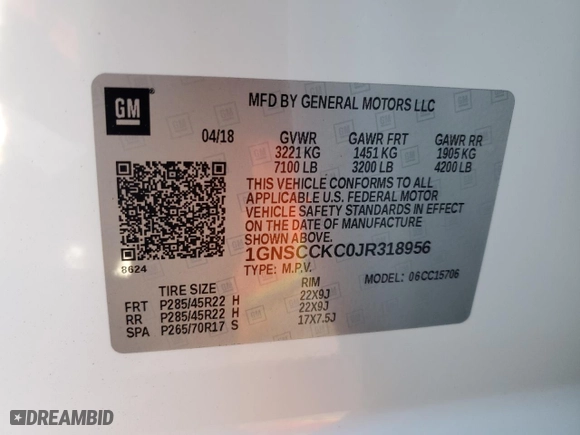 GM
MFD BY GENERAL MOTORS LLC
04/18 GVWR GAWR FRT GAWR RR
3221 KG 1451 KG 1905 KG
7100 LB 3200 LB 4200 LB
THIS VEHICLE CONFORMS TO ALL
APPLICABLE U.S. FEDERAL MOTOR
VEHICLE SAFETY STANDARDS IN EFFECT
ON THE DATE OF MANUFACTURE
SHOWN ABOVE.
8624
1GNSCCKC0JR318956
TYPE: M.P.V. MODEL: 06CC15706
TIRE SIZE RIM
FRT P285/45R22 H 22X9J
RR P285/45R22 H 22X9J
SPA P265/70R17 S 17X7.5J
DREAMBID